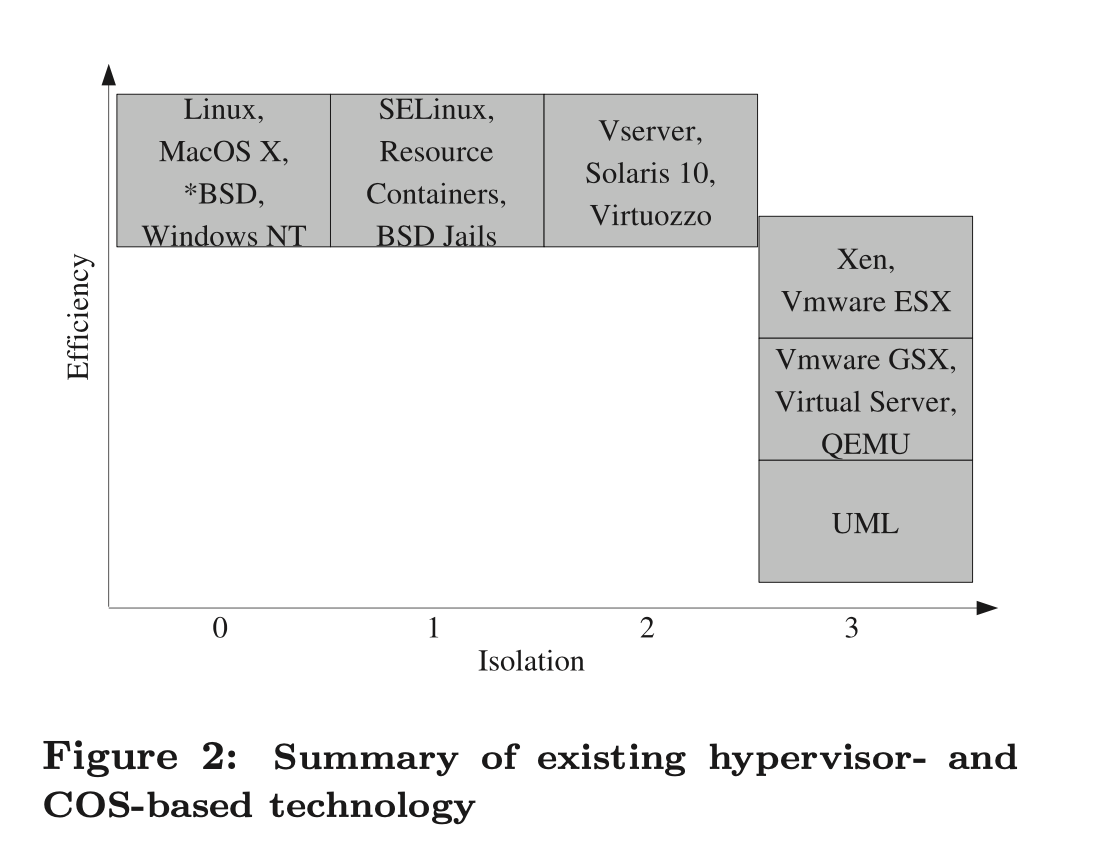 Linux,
MacOS X,
*BSD,
Windows NT
SELinux,
Resource
Containers,
BSD Jails
Vserver,
Solaris 10,
Virtuozzo
Xen,
Vmware ESX
Vmware GSX,
Virtual Server,
QEMU
UML
Efficiency
0 1 2 3
Isolation
Figure 2: Summary of existing hypervisor- and
COS-based technology